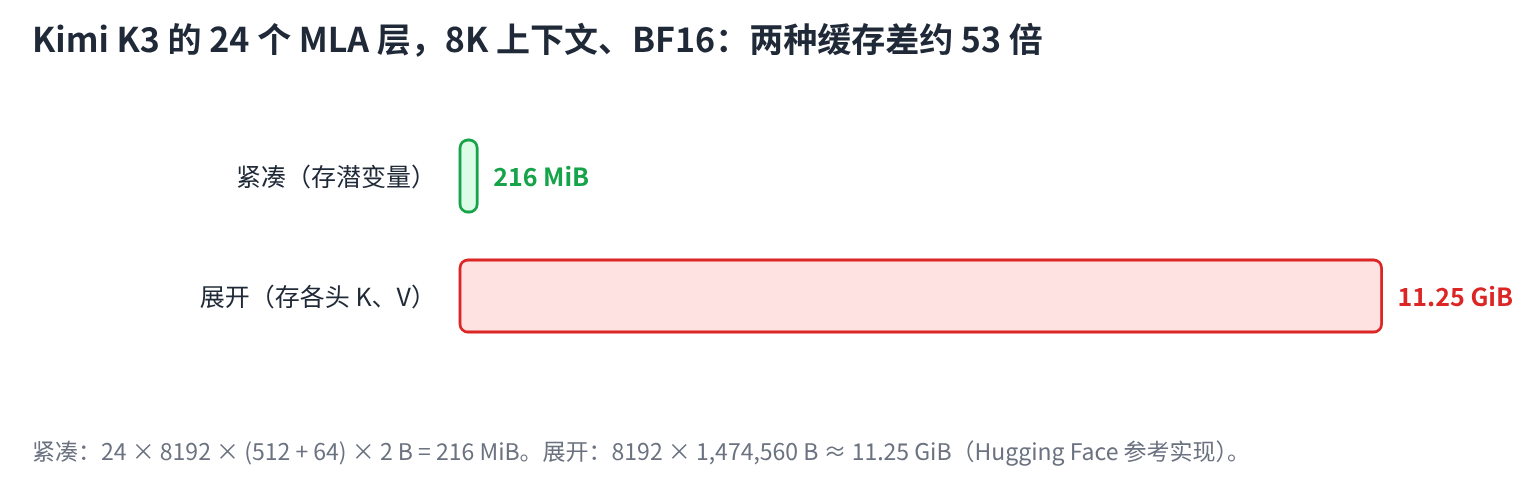 Kimi K3 的 24 个 MLA 层，8K 上下文、BF16：两种缓存差约 53 倍
紧凑（存潜变量） 216 MiB
展开（存各头 K、V） 11.25 GiB
紧凑：24 × 8192 × (512 + 64) × 2 B = 216 MiB。展开：8192 × 1,474,560 B ≈ 11.25 GiB（Hugging Face 参考实现）。